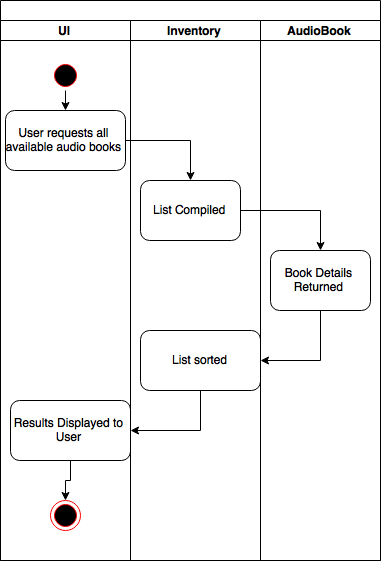 UI
Inventory
AudioBook
User requests all
available audio books
List Compiled
Book Details
Returned
List sorted
Results Displayed to
User